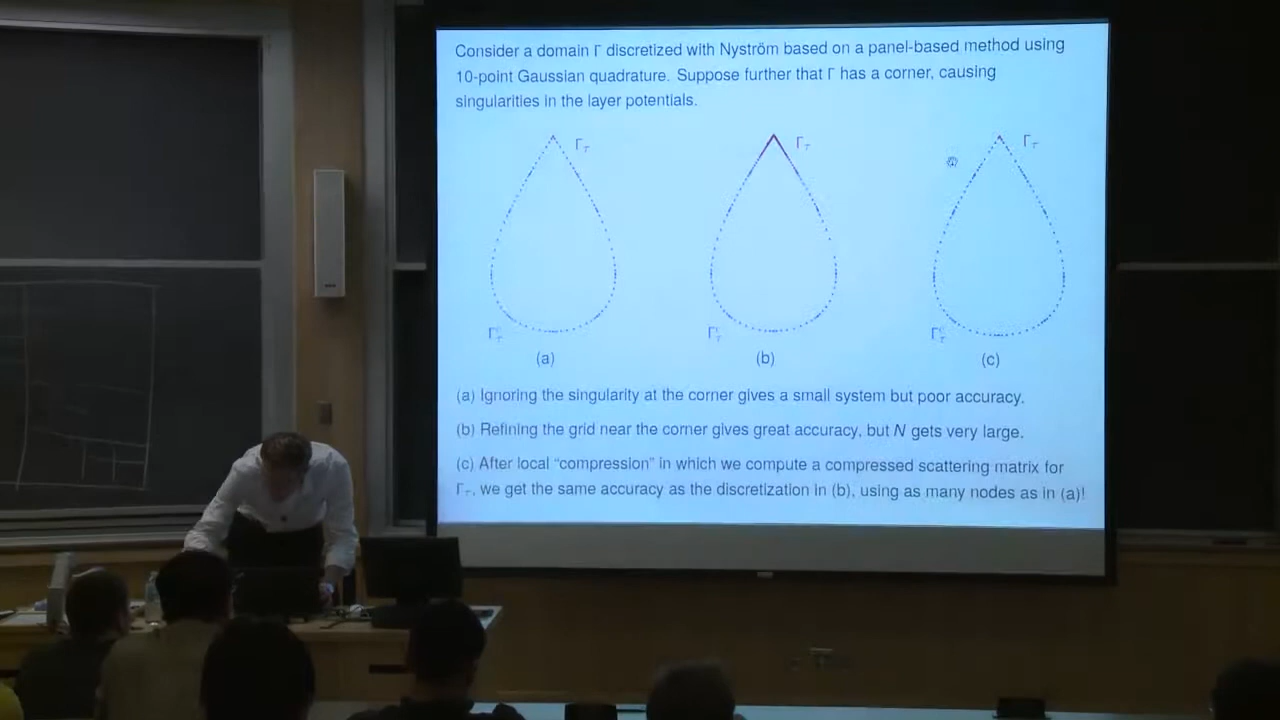 Consider a domain Γ discretized with Nyström based on a panel-based method using
10-point Gaussian quadrature. Suppose further that Γ has a corner, causing
singularities in the layer potentials.
Γτ Γτ Γτ
Γτc Γτc Γτc
(a) (b) (c)
(a) Ignoring the singularity at the corner gives a small system but poor accuracy.
(b) Refining the grid near the corner gives great accuracy, but N gets very large.
(c) After local “compression” in which we compute a compressed scattering matrix for
Γτ, we get the same accuracy as the discretization in (b), using as many nodes as in (a)!